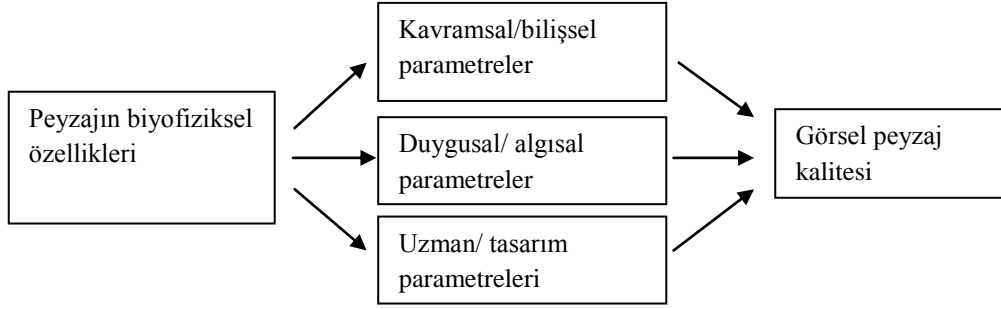 Peyzajın biyofiziksel
özellikleri
Kavramsal/bilişsel
parametreler
Duygusal/ algısal
parametreler
Uzman/ tasarım
parametreleri
Görsel peyzaj
kalitesi